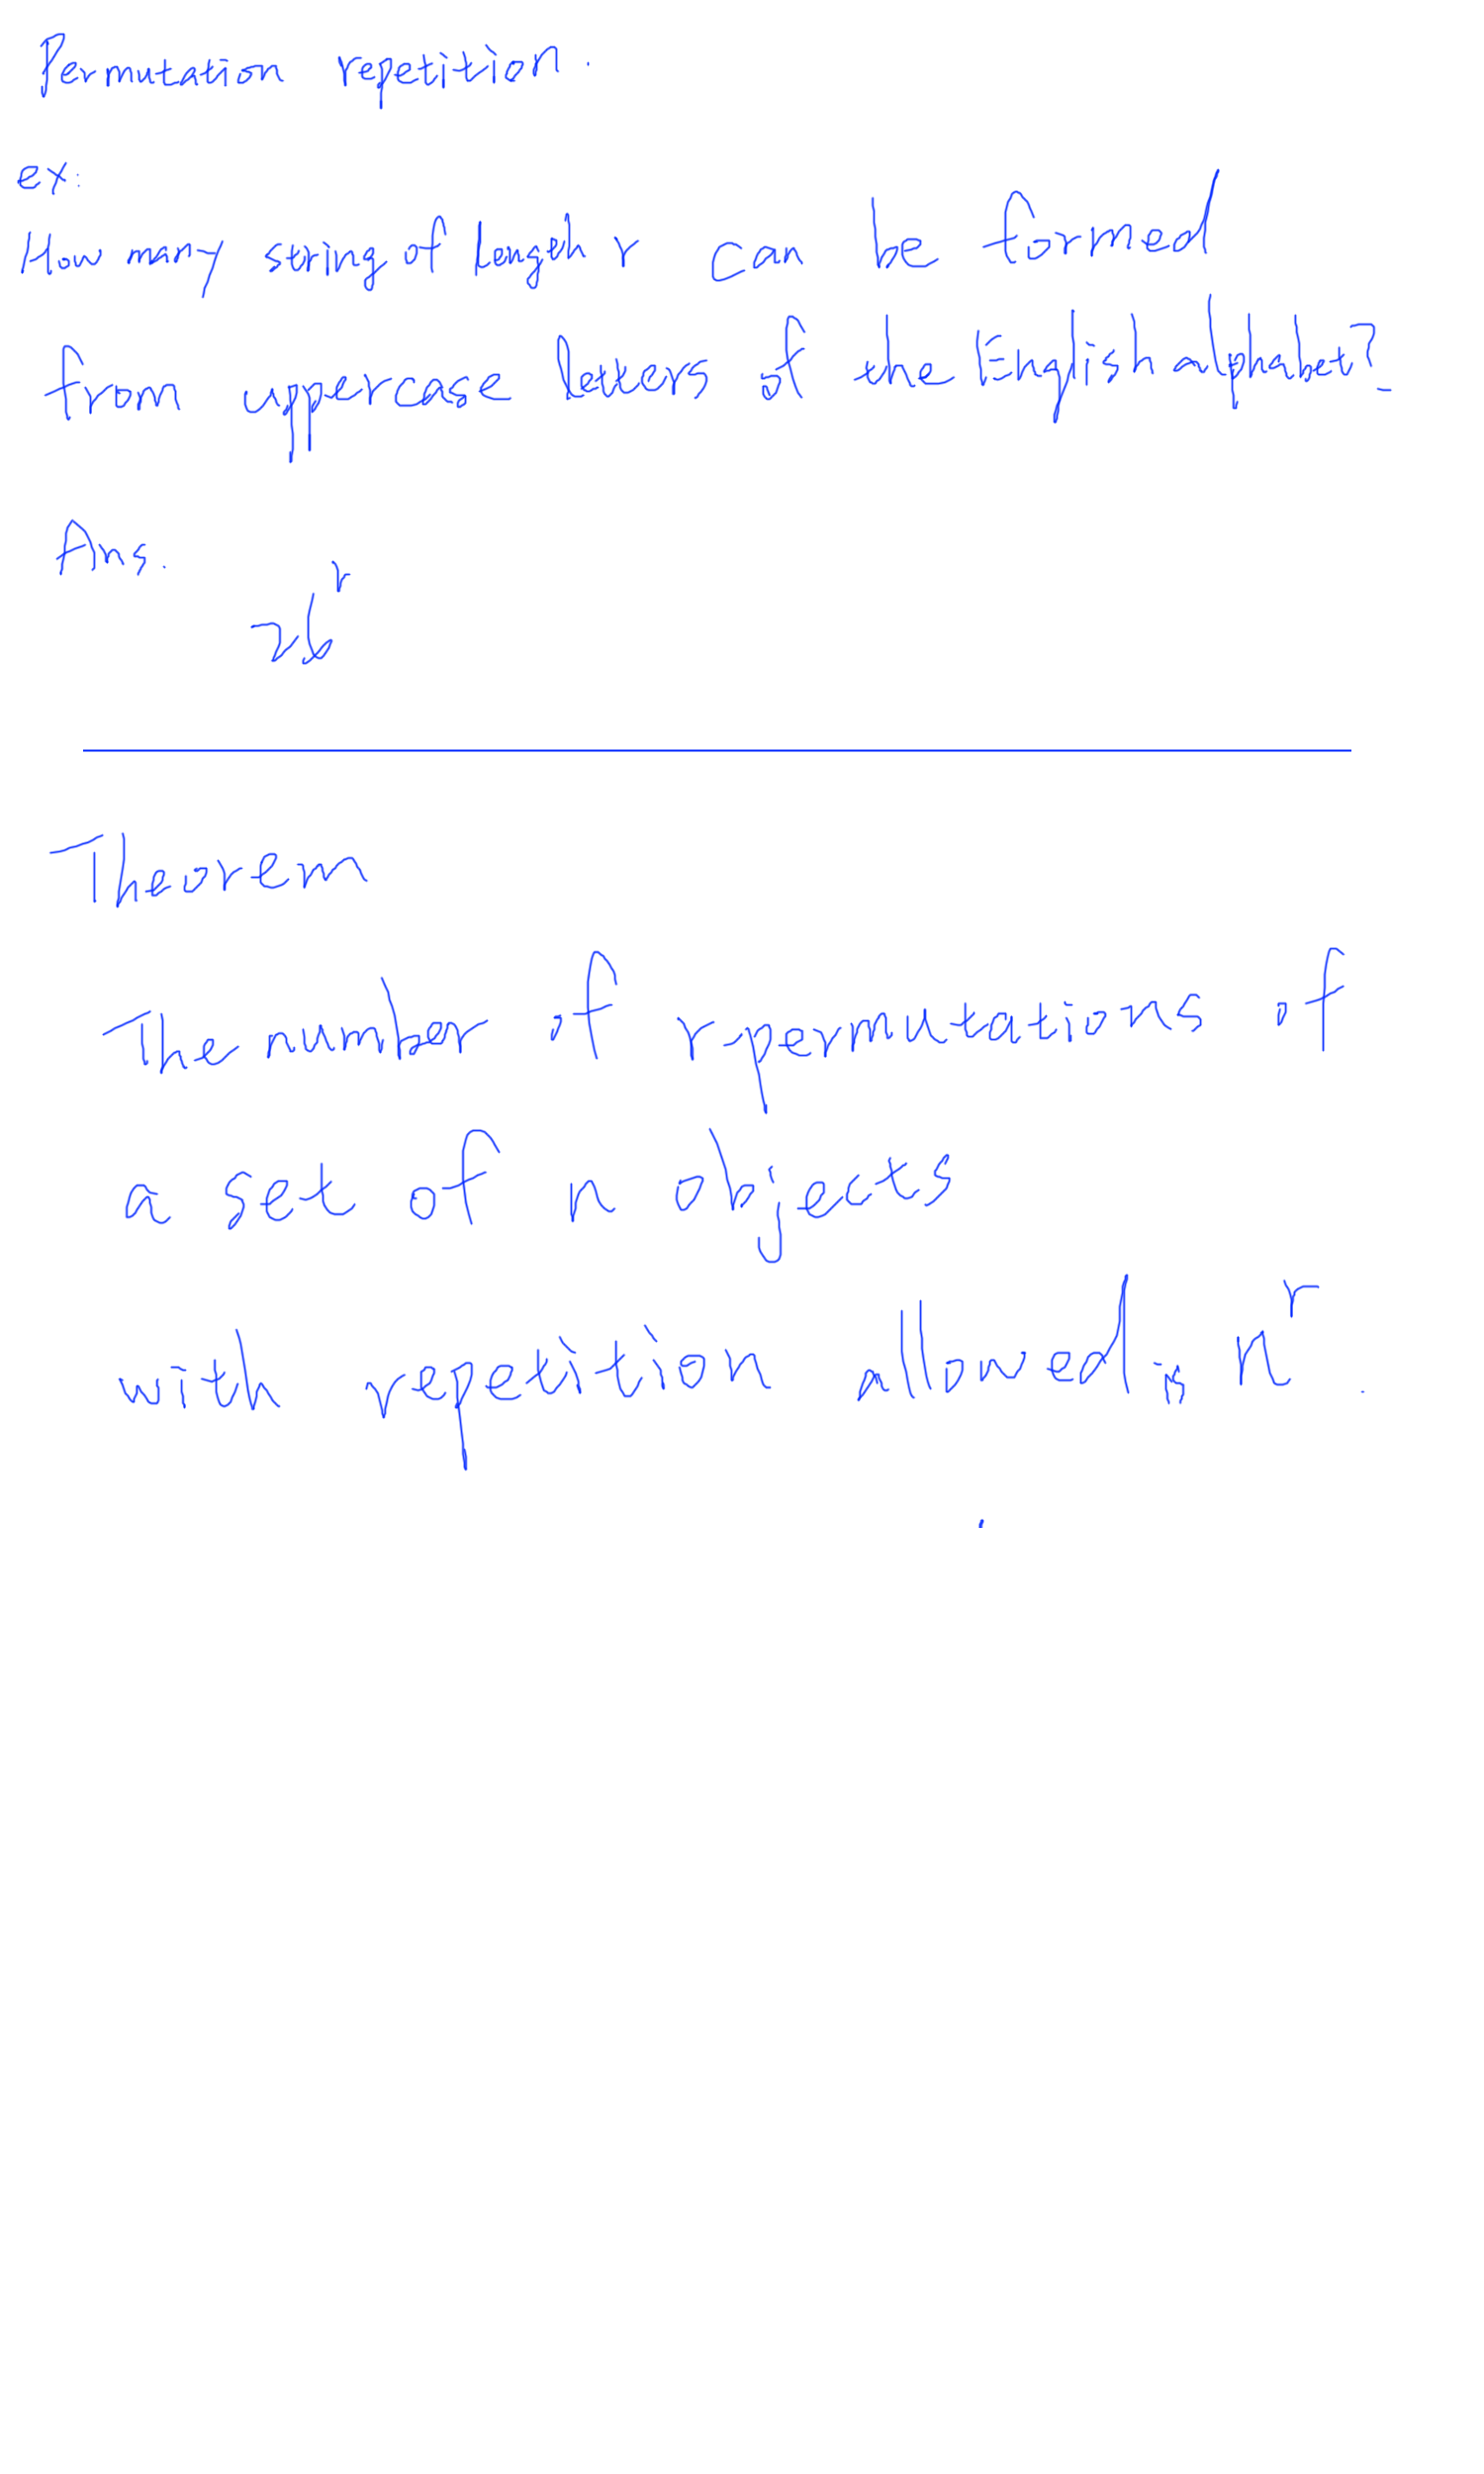 Permutation repetition.
ex:
How many string of length r can be formed
from uppercase letters of the English alphabet?
Ans.
26^r
Theorem
The number of r-permutations of
a set of n objects
with repetition allowed is n^r.